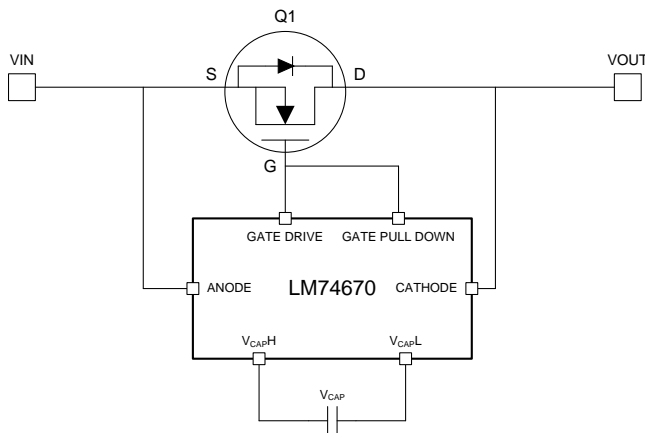 Q1
VIN
VOUT
S
D
G
GATE DRIVE
GATE PULL DOWN
ANODE
LM74670
CATHODE
VCAPH
VCAPL
VCAP